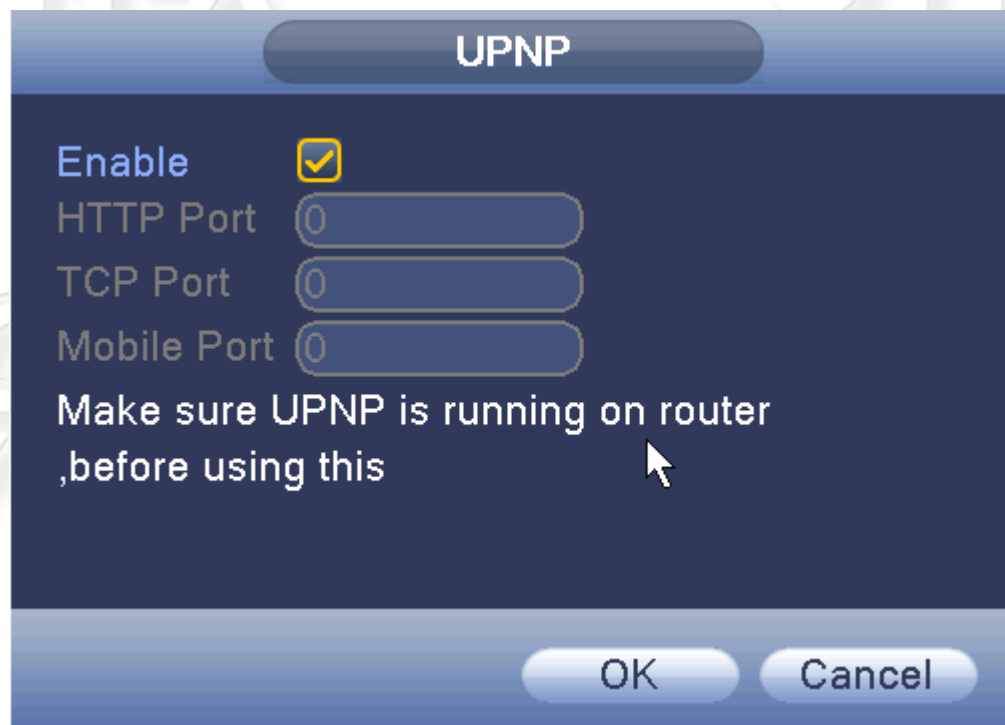 UPNP
Enable
HTTP Port 0
TCP Port 0
Mobile Port 0
Make sure UPNP is running on router
,before using this
OK Cancel